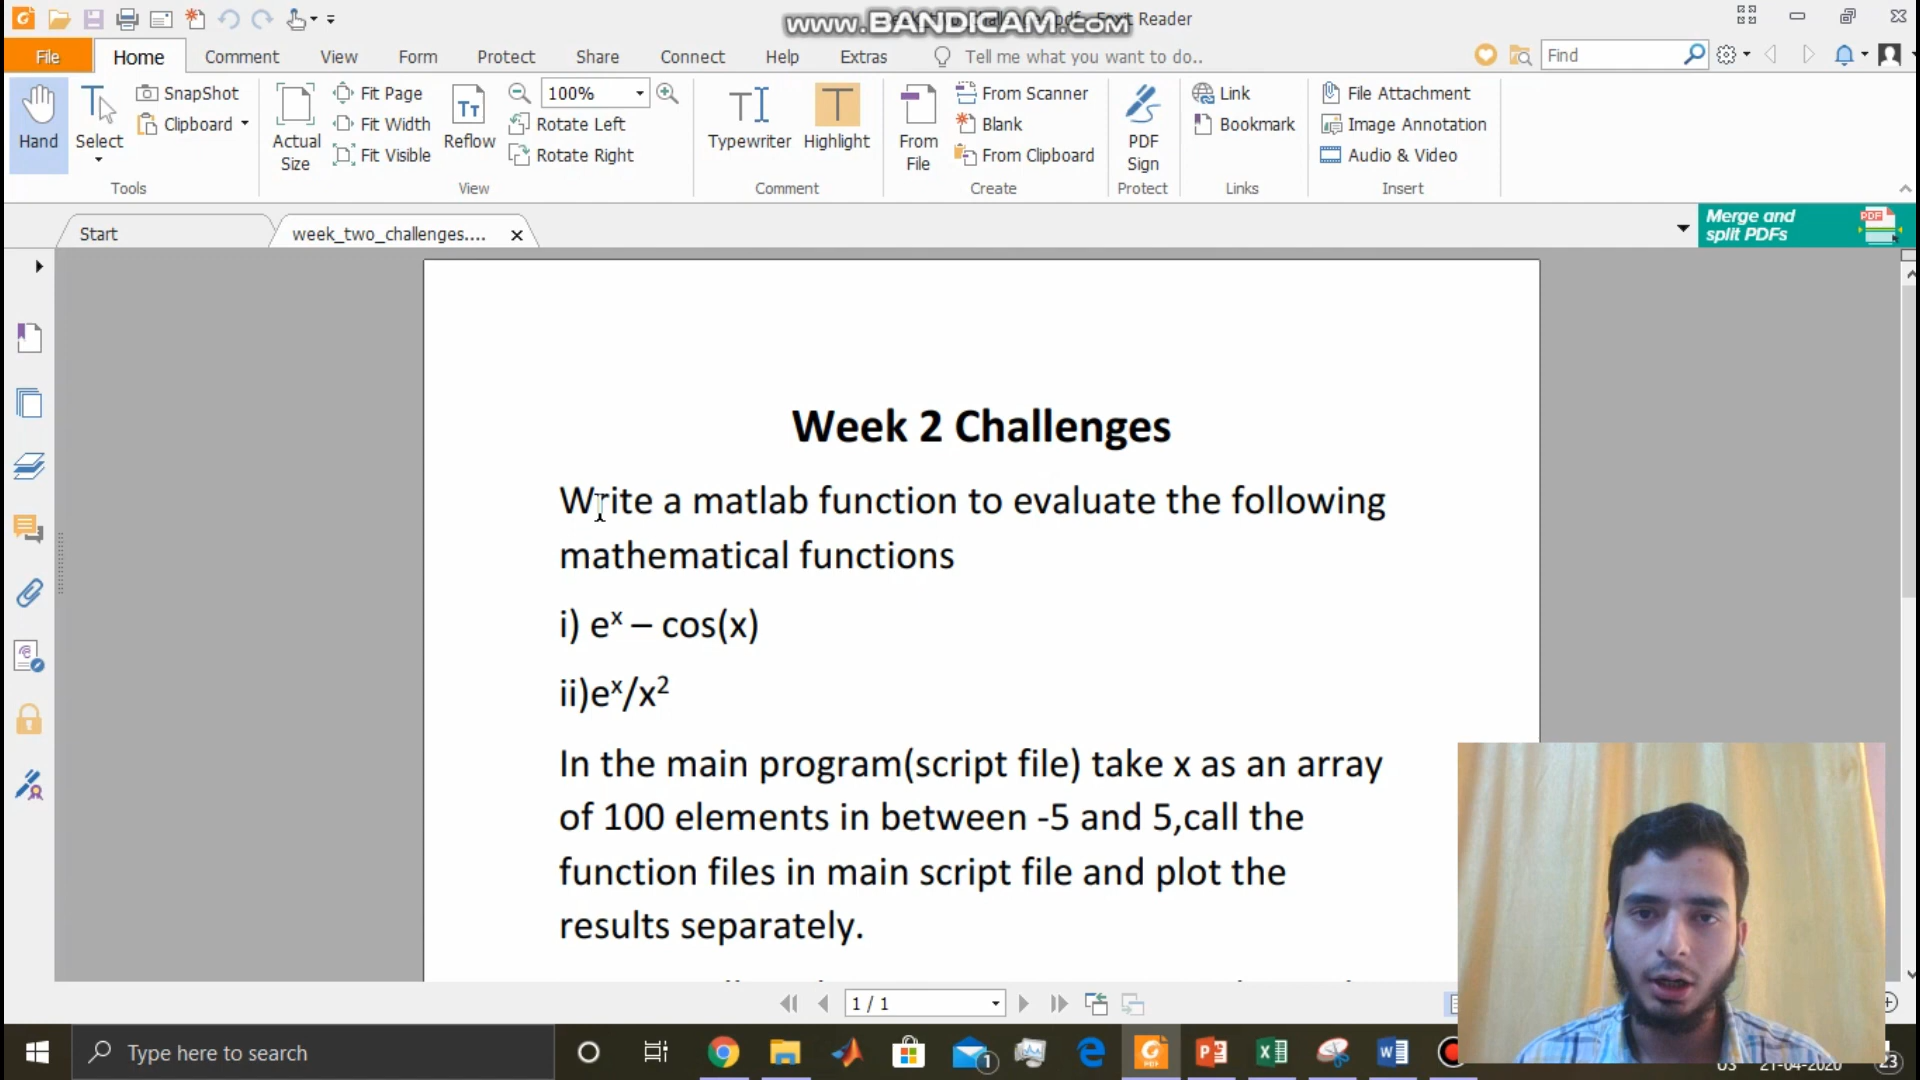 www.BANDICAM.com
Reader
File
Home
Comment
View
Form
Protect
Share
Connect
Help
Extras
Tell me what you want to do..
Find
Hand
Select
SnapShot
Clipboard
Tools
Actual
Size
Fit Page
Fit Width
Fit Visible
Reflow
100%
Rotate Left
Rotate Right
View
Typewriter
Highlight
Comment
From
File
From Scanner
Blank
From Clipboard
Create
PDF
Sign
Protect
Link
Bookmark
Links
File Attachment
Image Annotation
Audio & Video
Insert
Start
week_two_challenges....
Merge and
split PDFs
PDF
Week 2 Challenges
Write a matlab function to evaluate the following
mathematical functions
i) eˣ – cos(x)
ii)eˣ/x²
In the main program(script file) take x as an array
of 100 elements in between -5 and 5,call the
function files in main script file and plot the
results separately.
1 / 1
Type here to search
1
21-04-2020
23